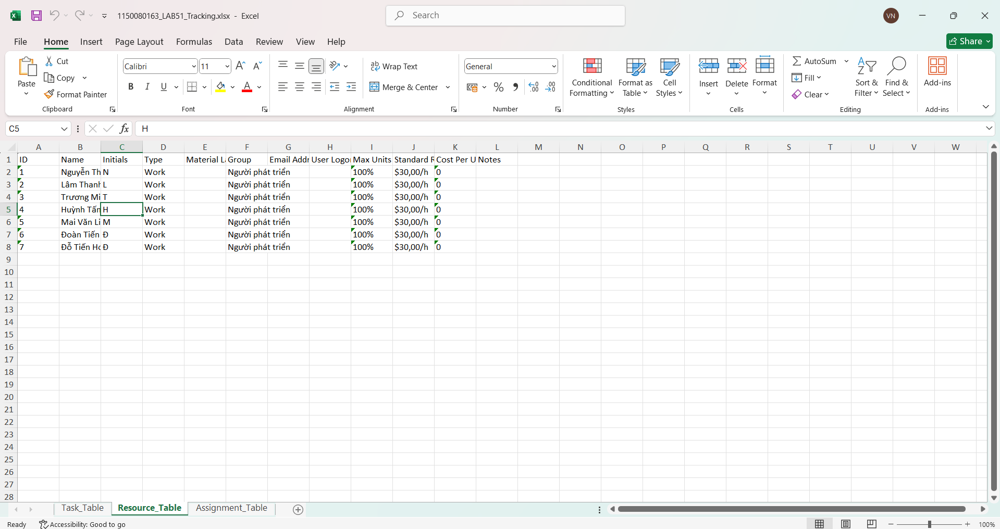 1150080163_LAB51_Tracking.xlsx - Excel
Search
VN
File Home Insert Page Layout Formulas Data Review View Help
Share
Paste
Cut
Copy
Format Painter
Clipboard
Calibri 11
B I U
Font
Wrap Text
Merge & Center
Alignment
General
Number
Conditional Formatting
Format as Table
Cell Styles
Styles
Insert Delete Format
Cells
AutoSum
Fill
Clear
Sort & Filter
Find & Select
Editing
Add-ins
Add-ins
C5 fx H
A B C D E F G H I J K L M N O P Q R S T U V W
1 ID Name Initials Type Material La Group Email Addr User Logo Max Units Standard R Cost Per U Notes
2 1 Nguyễn Th N Work Người phát triển 100% $30,00/h 0
3 2 Lâm Thanh L Work Người phát triển 100% $30,00/h 0
4 3 Trương Mi T Work Người phát triển 100% $30,00/h 0
5 4 Huỳnh Tấn H Work Người phát triển 100% $30,00/h 0
6 5 Mai Văn Li M Work Người phát triển 100% $30,00/h 0
7 6 Đoàn Tiến Đ Work Người phát triển 100% $30,00/h 0
8 7 Đỗ Tiến Ho Đ Work Người phát triển 100% $30,00/h 0
9
10
11
12
13
14
15
16
17
18
19
20
21
22
23
24
25
26
27
28
Task_Table Resource_Table Assignment_Table
Ready Accessibility: Good to go 100%